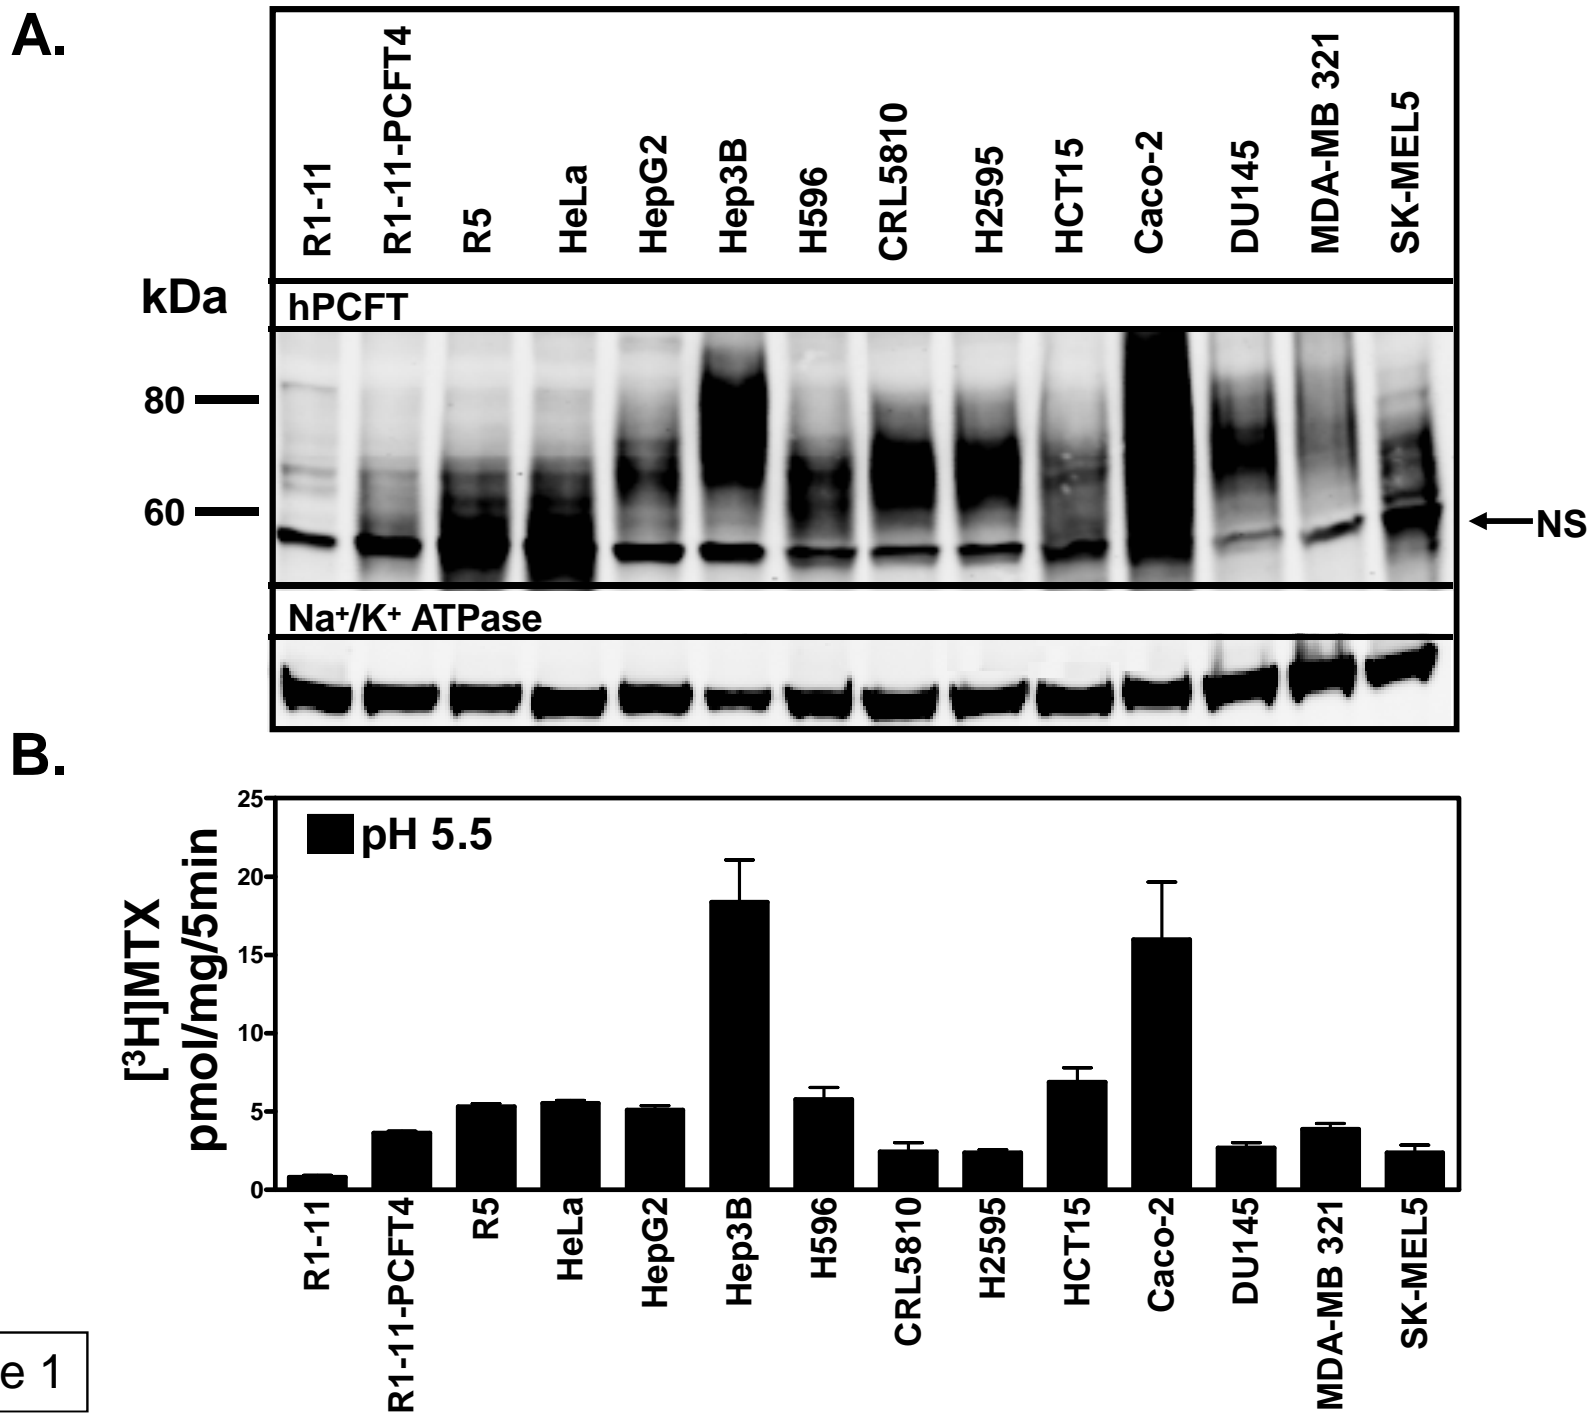 A.
R1-11
R1-11-PCFT4
R5
HeLa
HepG2
Hep3B
H596
CRL5810
H2595
HCT15
Caco-2
DU145
MDA-MB 321
SK-MEL5
kDa
hPCFT
80
60
NS
Na⁺/K⁺ ATPase
B.
[³H]MTX
pmol/mg/5min
25
20
15
10
5
0
pH 5.5
R1-11
R1-11-PCFT4
R5
HeLa
HepG2
Hep3B
H596
CRL5810
H2595
HCT15
Caco-2
DU145
MDA-MB 321
SK-MEL5
e 1